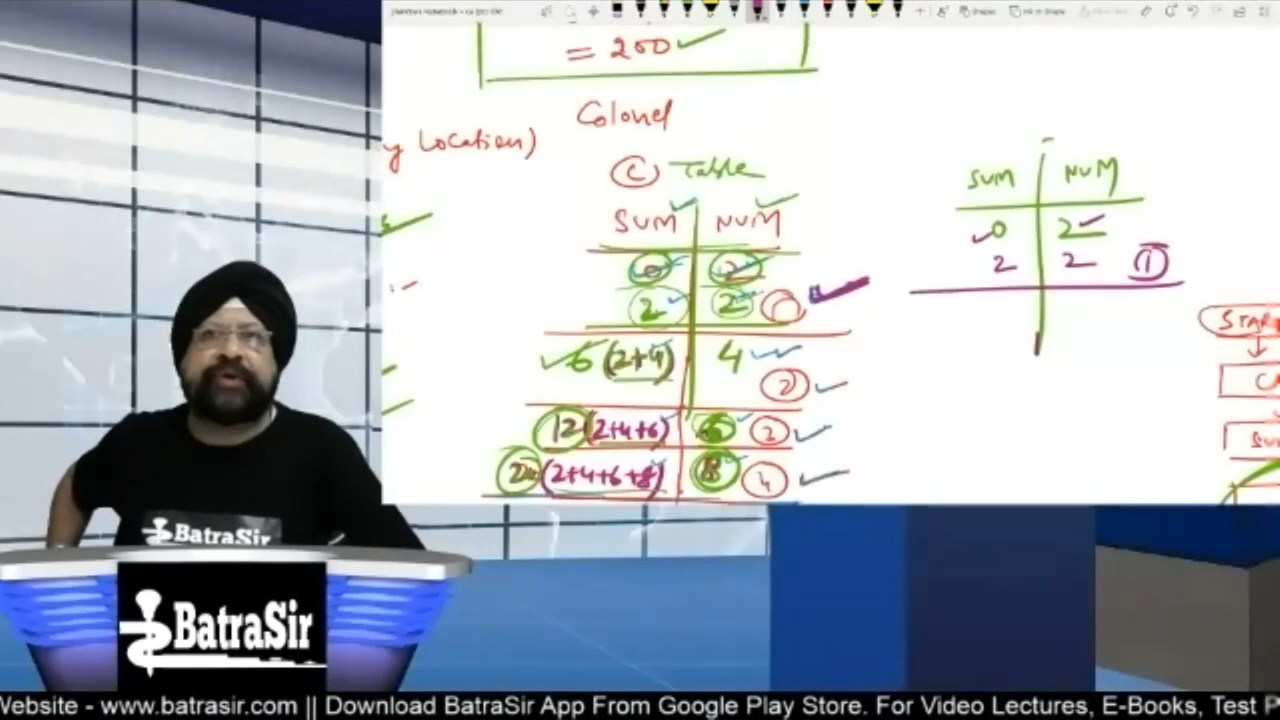 = 200 ✓
Colonel
y Location)
C Table
SUM NUM
0 2
2 2 1
6 (2+4) 4
2
12 (2+4+6) 6 2
20 (2+4+6+8) 8 4
SUM NUM
0 2
2 2 1
START
BatraSir
BatraSir
Website - www.batrasir.com || Download BatraSir App From Google Play Store. For Video Lectures, E-Books, Test P